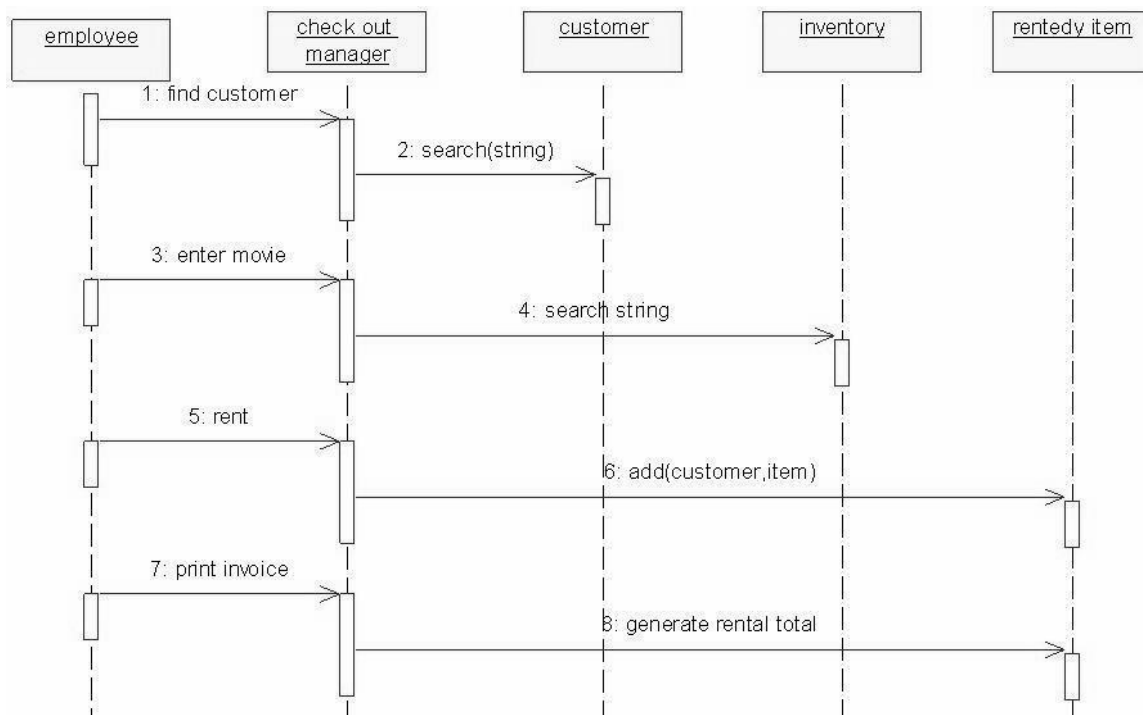 employee
check out
manager
customer
inventory
rentedy item
1: find customer
2: search(string)
3: enter movie
4: search string
5: rent
6: add(customer,item)
7: print invoice
8: generate rental total